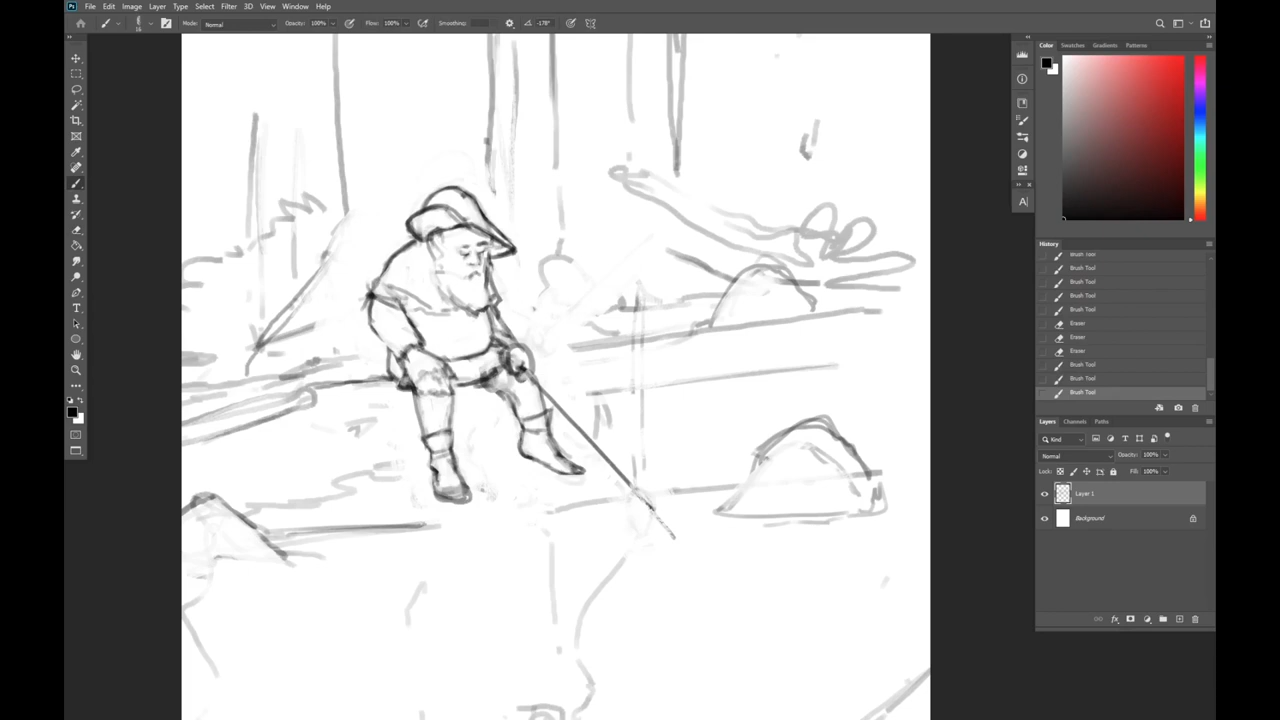 Ps File Edit Image Layer Type Select Filter 3D View Window Help
Mode: Normal Opacity: 100% Flow: 100% Smoothing: -178°
Color Swatches Gradients Patterns
A|
History
Brush Tool
Brush Tool
Brush Tool
Brush Tool
Brush Tool
Eraser
Eraser
Eraser
Brush Tool
Brush Tool
Brush Tool
Layers Channels Paths
Kind
Normal Opacity: 100%
Lock: Fill: 100%
Layer 1
Background